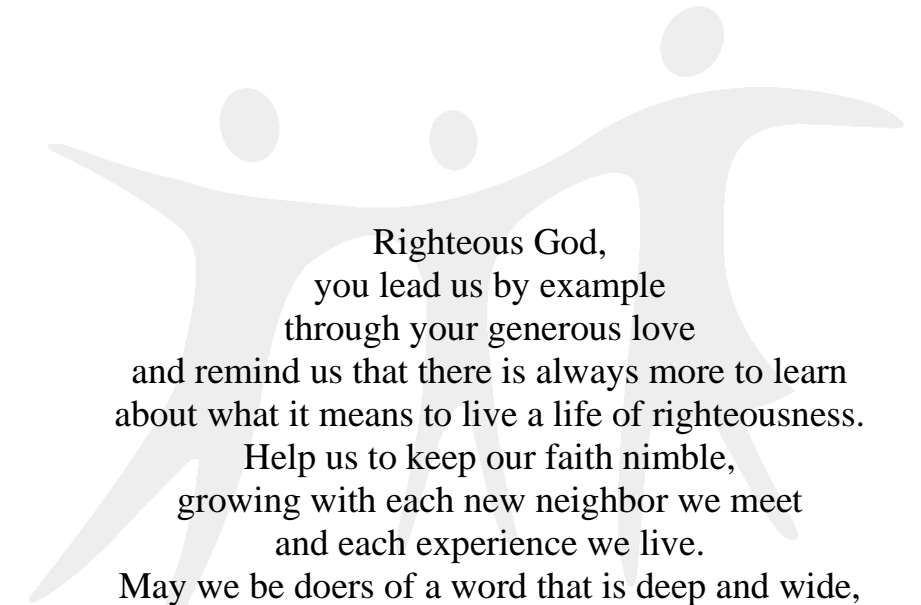 Righteous God,
you lead us by example
through your generous love
and remind us that there is always more to learn
about what it means to live a life of righteousness.
Help us to keep our faith nimble,
growing with each new neighbor we meet
and each experience we live.
May we be doers of a word that is deep and wide,